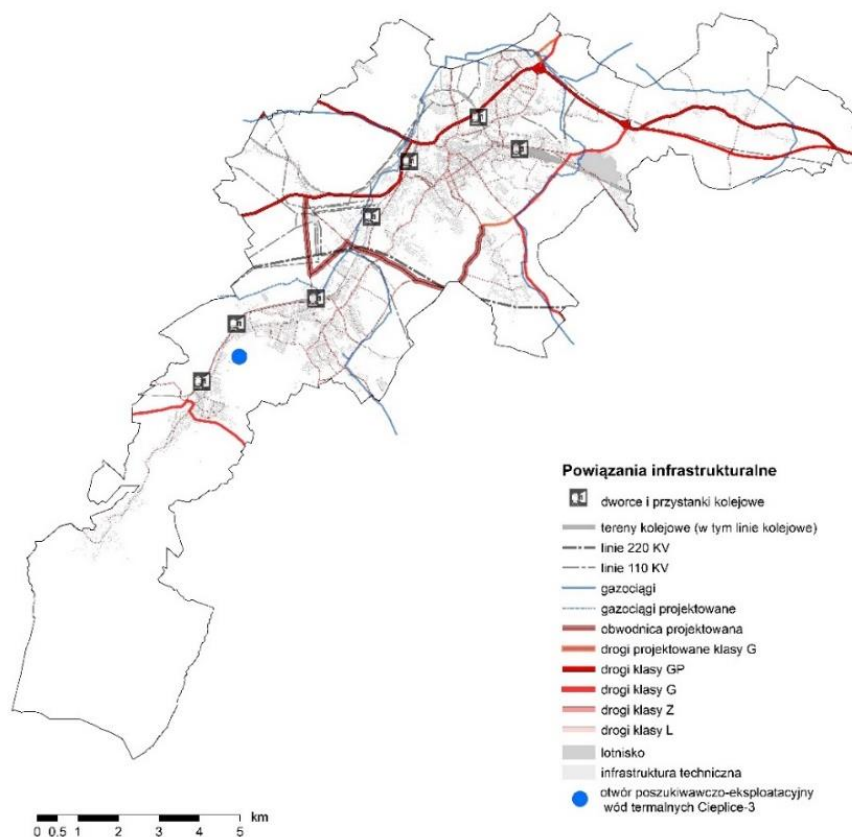 Powiązania infrastrukturalne
dworce i przystanki kolejowe
tereny kolejowe (w tym linie kolejowe)
linie 220 KV
linie 110 KV
gazociągi
gazociągi projektowane
obwodnica projektowana
drogi projektowane klasy G
drogi klasy GP
drogi klasy G
drogi klasy Z
drogi klasy L
lotnisko
infrastruktura techniczna
otwór poszukiwawczo-eksploatacyjny
wód termalnych Cieplice-3
km
0 0.5 1 2 3 4 5